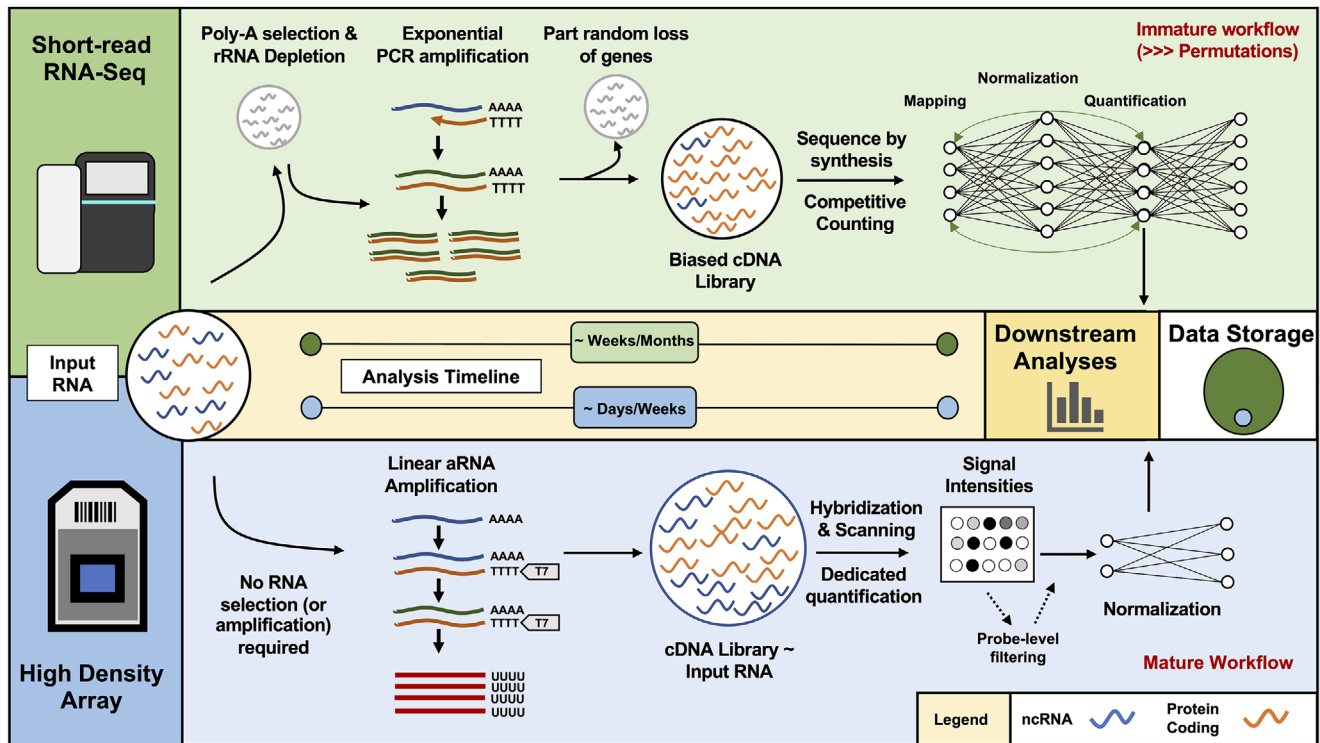 Short-read
RNA-Seq
Poly-A selection &
rRNA Depletion
Exponential
PCR amplification
AAAA
TTTT
AAAA
TTTT
Part random loss
of genes
Biased cDNA
Library
Sequence by
synthesis
Competitive
Counting
Immature workflow
(>>> Permutations)
Normalization
Mapping
Quantification
Input
RNA
~ Weeks/Months
Analysis Timeline
~ Days/Weeks
Downstream
Analyses
Data Storage
High Density
Array
No RNA
selection (or
amplification)
required
Linear aRNA
Amplification
AAAA
AAAA
TTTT
T7
AAAA
TTTT
T7
UUUU
UUUU
UUUU
UUUU
cDNA Library ~
Input RNA
Hybridization
& Scanning
Dedicated
quantification
Signal
Intensities
Probe-level
filtering
Normalization
Mature Workflow
Legend
ncRNA
Protein
Coding